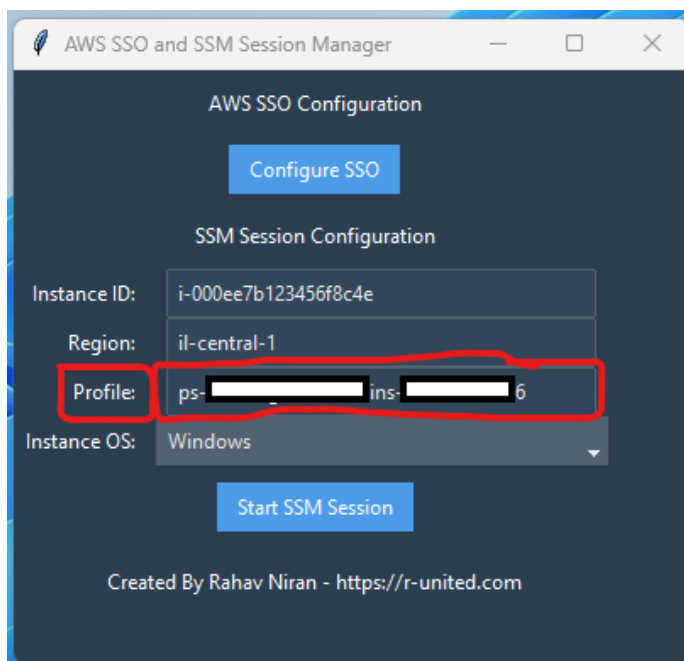 AWS SSO and SSM Session Manager
AWS SSO Configuration
Configure SSO
SSM Session Configuration
Instance ID: i-000ee7b123456f8c4e
Region: il-central-1
Profile: ps- ins- 6
Instance OS: Windows
Start SSM Session
Created By Rahav Niran - https://r-united.com